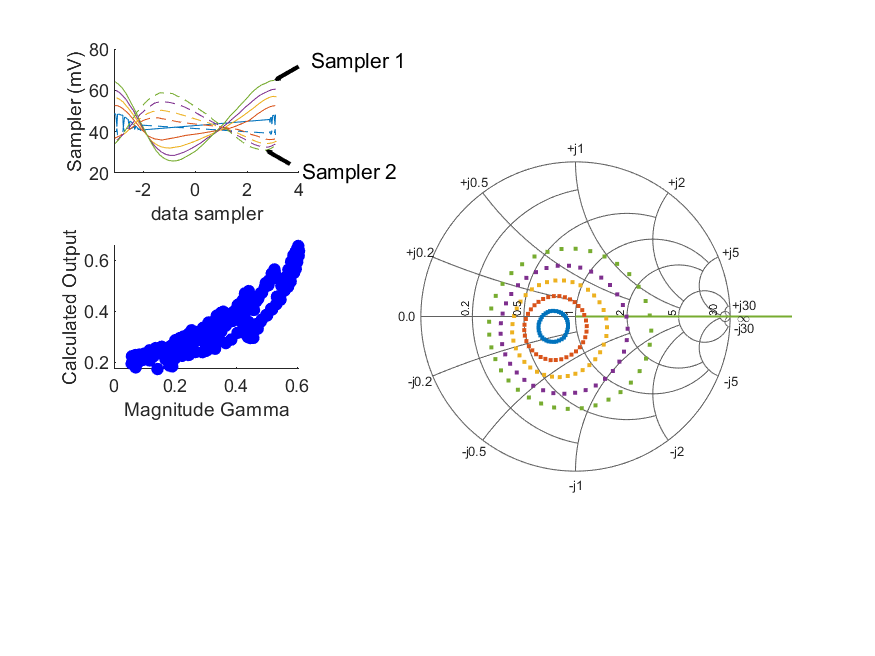 Sampler (mV)
80
60
40
20
-2
0
2
4
data sampler
Sampler 1
Sampler 2
Calculated Output
0.6
0.4
0.2
0
0.2
0.4
0.6
Magnitude Gamma
+j1
+j0.5
+j2
+j0.2
+j5
0.0
0.2
0.5
1
2
5
30
+j30
-j30
-j0.2
-j5
-j0.5
-j2
-j1